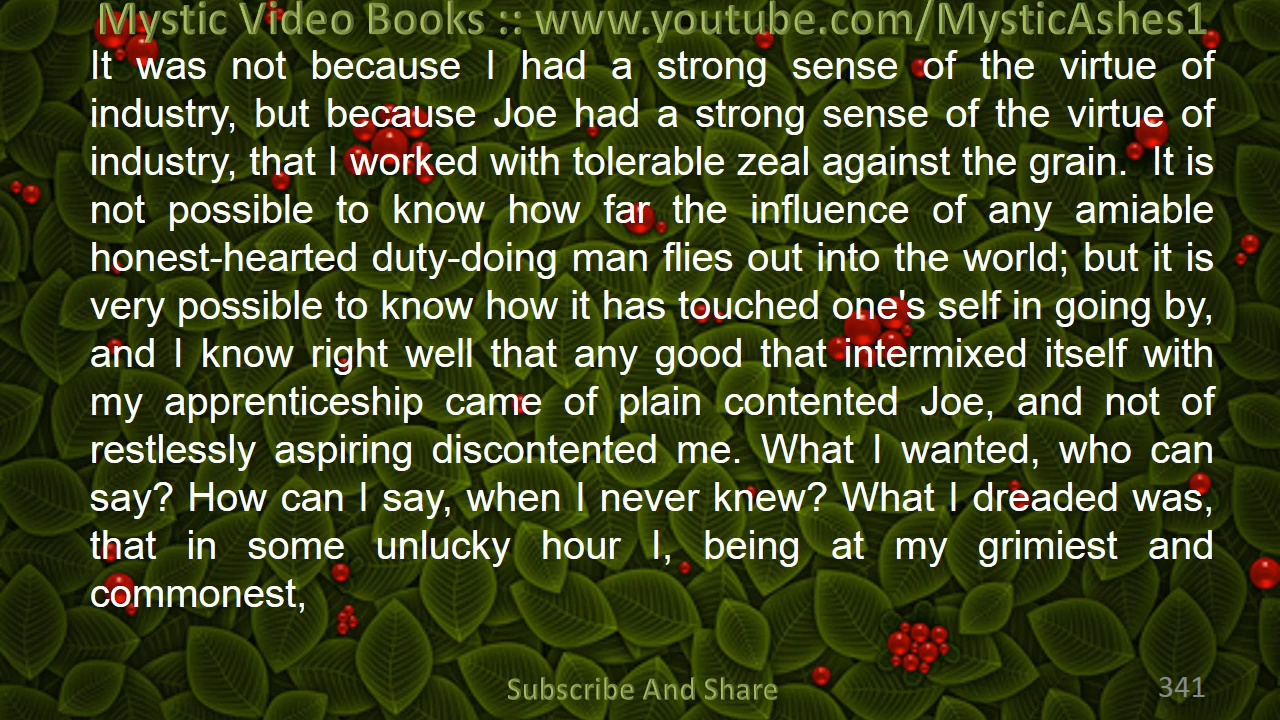 Mystic Video Books :: www.youtube.com/MysticAshes1
It was not because I had a strong sense of the virtue of
industry, but because Joe had a strong sense of the virtue of
industry, that I worked with tolerable zeal against the grain.  It is
not possible to know how far the influence of any amiable
honest-hearted duty-doing man flies out into the world; but it is
very possible to know how it has touched one's self in going by,
and I know right well that any good that intermixed itself with
my apprenticeship came of plain contented Joe, and not of
restlessly aspiring discontented me. What I wanted, who can
say? How can I say, when I never knew? What I dreaded was,
that in some unlucky hour I, being at my grimiest and
commonest,
Subscribe And Share
341